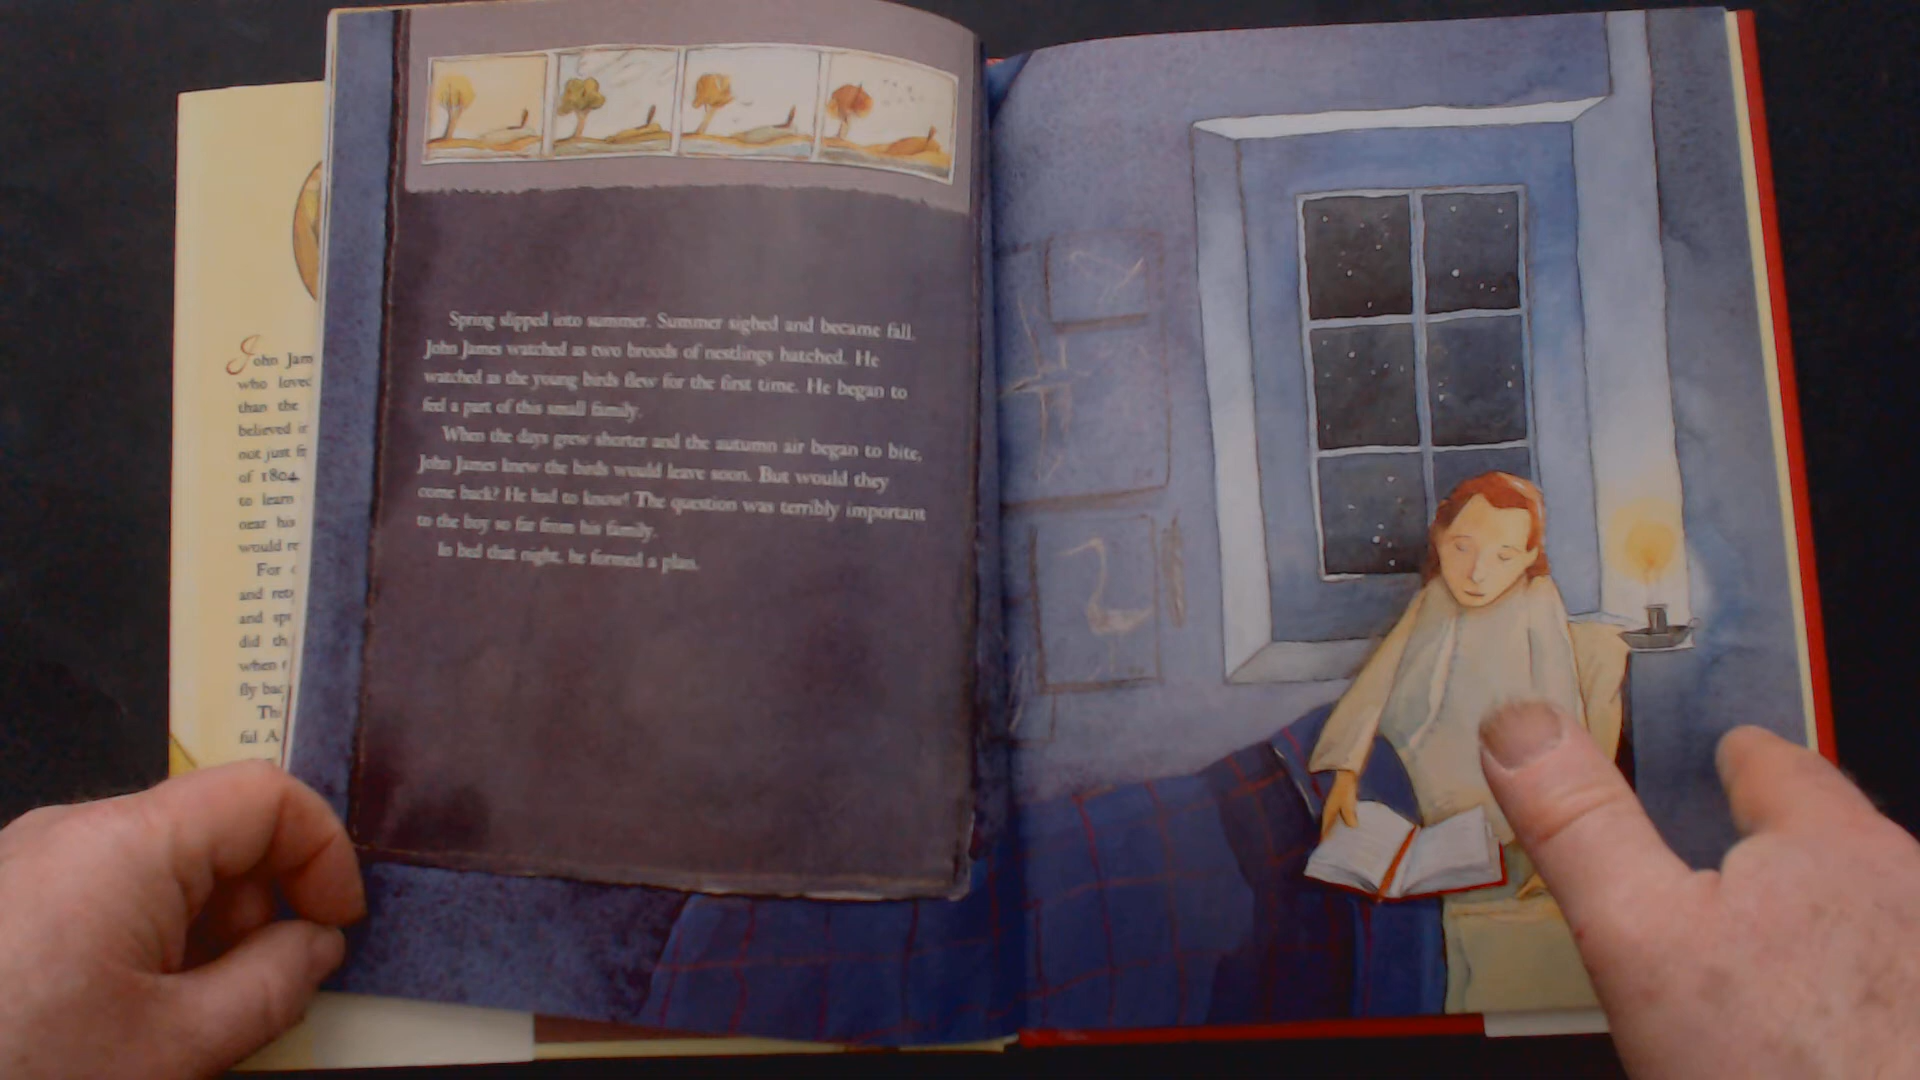 John Jam
who loved
than the
believed i
not just f
of 1804
to learn
near his
would re
For
and ret
and sp
did th
when
fly bac
Th
ful A
Spring slipped into summer. Summer sighed and became fall.
John James watched as two broods of nestlings hatched. He
watched as the young birds flew for the first time. He began to
feel a part of this small family.
When the days grew shorter and the autumn air began to bite,
John James knew the birds would leave soon. But would they
come back? He had to know! The question was terribly important
to the boy so far from his family.
In bed that night, he formed a plan.